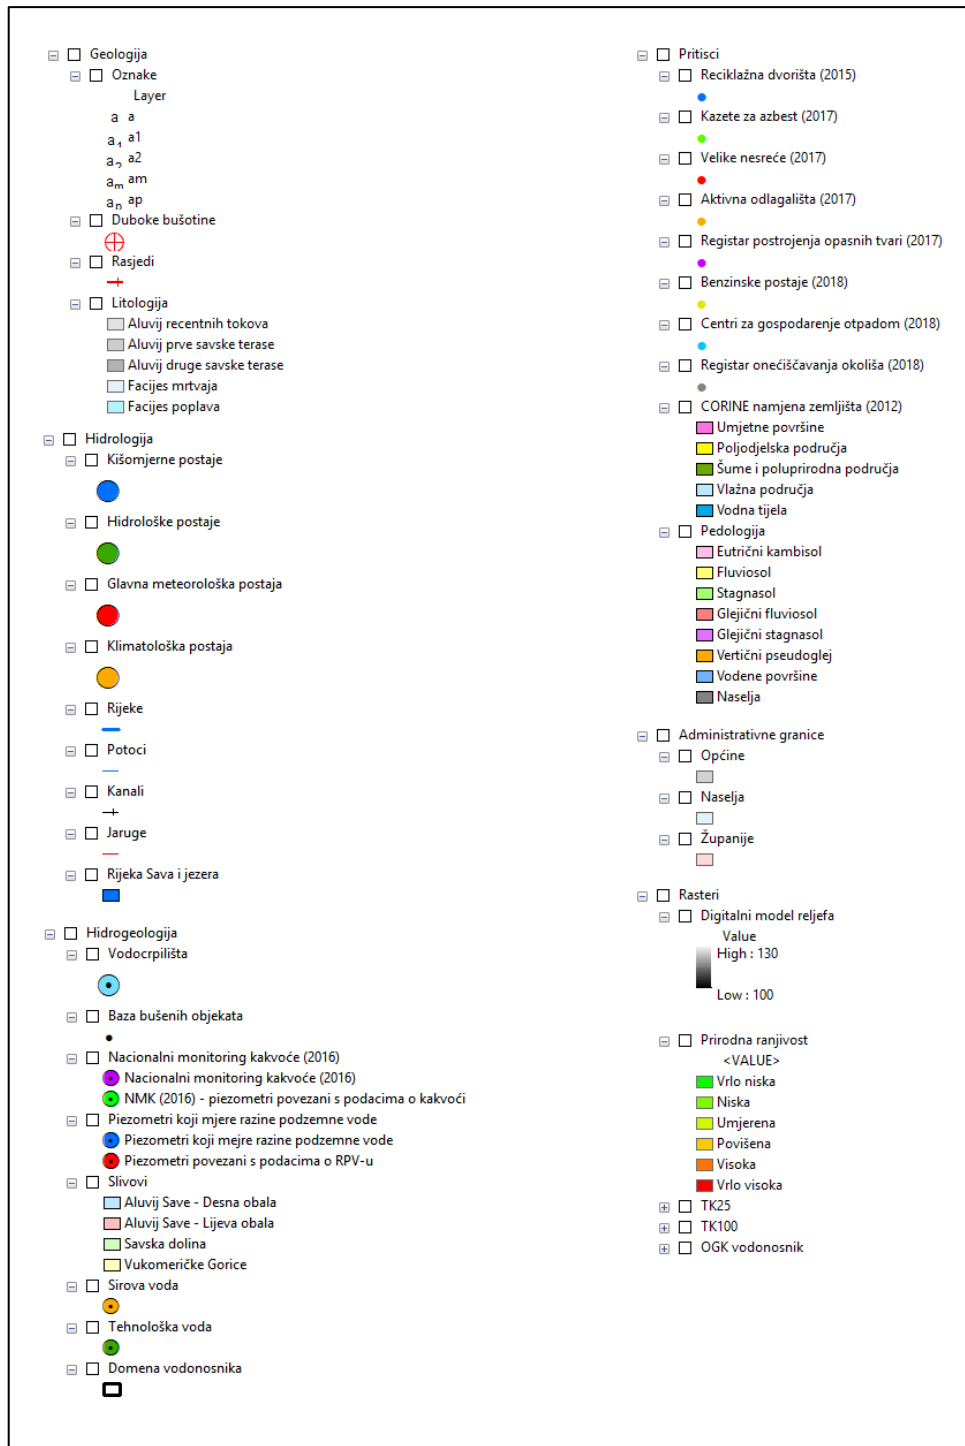 Geologija
Oznake
Layer
a a
a1 a1
a2 a2
am am
ap ap
Duboke bušotine
Rasjedi
Litologija
Aluvij recentnih tokova
Aluvij prve savske terase
Aluvij druge savske terase
Facijes mrtvaja
Facijes poplava
Hidrologija
Kišomjerne postaje
Hidrološke postaje
Glavna meteorološka postaja
Klimatološka postaja
Rijeke
Potoci
Kanali
Jaruge
Rijeka Sava i jezera
Hidrogeologija
Vodocrpilišta
Baza bušenih objekata
Nacionalni monitoring kakvoće (2016)
Nacionalni monitoring kakvoće (2016)
NMK (2016) - piezometri povezani s podacima o kakvoći
Piezometri koji mjere razine podzemne vode
Piezometri koji mejre razine podzemne vode
Piezometri povezani s podacima o RPV-u
Slivovi
Aluvij Save - Desna obala
Aluvij Save - Lijeva obala
Savska dolina
Vukomeričke Gorice
Sirova voda
Tehnološka voda
Domena vodonosnika
Pritisci
Reciklažna dvorišta (2015)
Kazete za azbest (2017)
Velike nesreće (2017)
Aktivna odlagališta (2017)
Registar postrojenja opasnih tvari (2017)
Benzinske postaje (2018)
Centri za gospodarenje otpadom (2018)
Registar onećiščavanja okoliša (2018)
CORINE namjena zemljišta (2012)
Umjetne površine
Poljodjelska područja
Šume i poluprirodna područja
Vlažna područja
Vodna tijela
Pedologija
Eutrični kambisol
Fluviosol
Stagnasol
Glejični fluviosol
Glejični stagnasol
Vertični pseudoglej
Vodene površine
Naselja
Administrativne granice
Općine
Naselja
Županije
Rasteri
Digitalni model reljefa
Value
High : 130
Low : 100
Prirodna ranjivost
<VALUE>
Vrlo niska
Niska
Umjerena
Povišena
Visoka
Vrlo visoka
TK25
TK100
OGK vodonosnik